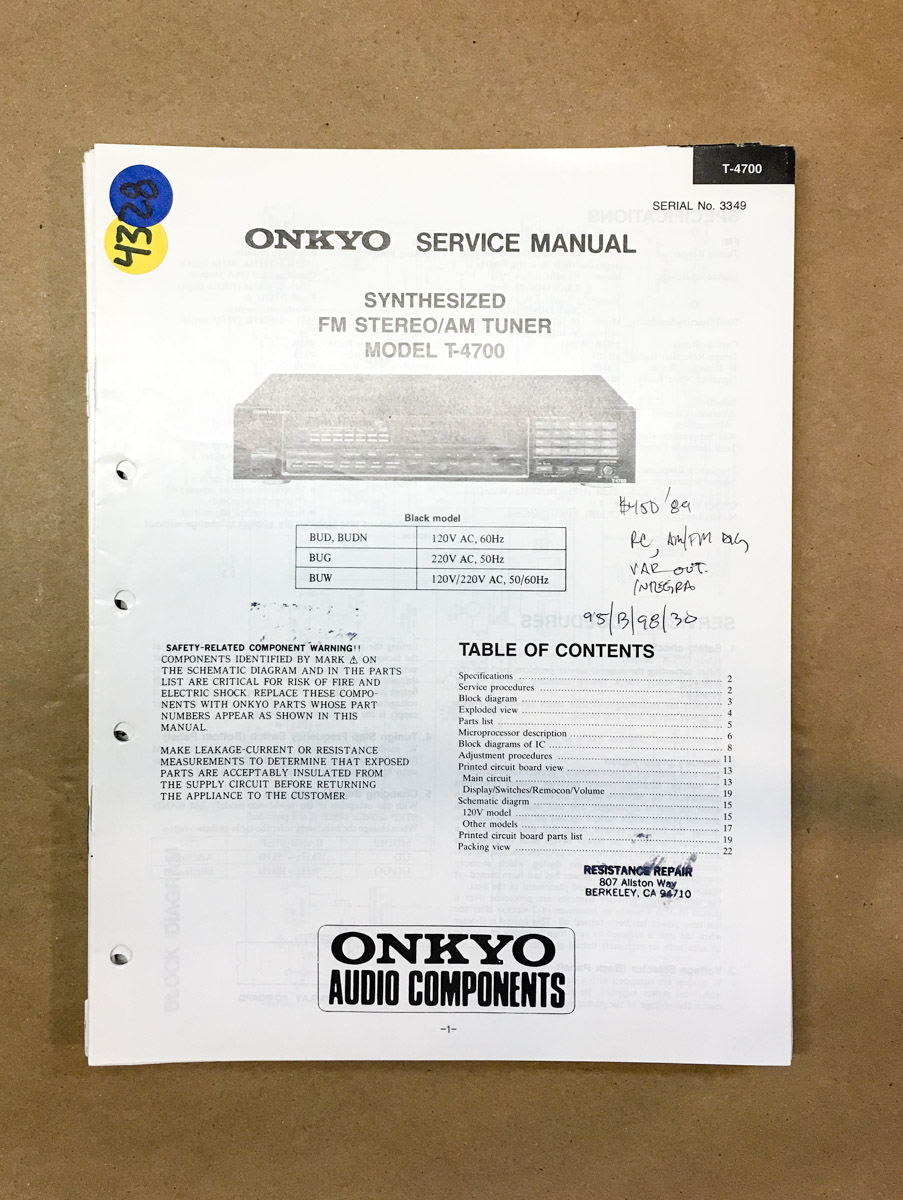 T-4700
SERIAL No. 3349
4328
ONKYO SERVICE MANUAL
SYNTHESIZED
FM STEREO/AM TUNER
MODEL T-4700
T-4700
Black model
BUD, BUDN 120V AC, 60Hz
BUG 220V AC, 50Hz
BUW 120V/220V AC, 50/60Hz
$450 '89
RC, AM/FM
VAR OUT.
INTEGRA
95/B/98/30
SAFETY-RELATED COMPONENT WARNING!!
COMPONENTS IDENTIFIED BY MARK ⚠ ON
THE SCHEMATIC DIAGRAM AND IN THE PARTS
LIST ARE CRITICAL FOR RISK OF FIRE AND
ELECTRIC SHOCK. REPLACE THESE COMPO-
NENTS WITH ONKYO PARTS WHOSE PART
NUMBERS APPEAR AS SHOWN IN THIS
MANUAL.
MAKE LEAKAGE-CURRENT OR RESISTANCE
MEASUREMENTS TO DETERMINE THAT EXPOSED
PARTS ARE ACCEPTABLY INSULATED FROM
THE SUPPLY CIRCUIT BEFORE RETURNING
THE APPLIANCE TO THE CUSTOMER.
TABLE OF CONTENTS
Specifications 2
Service procedures 2
Block diagram 3
Exploded view 4
Parts list 5
Microprocessor description 6
Block diagrams of IC 8
Adjustment procedures 11
Printed circuit board view 13
Main circuit 13
Display/Switches/Remocon/Volume 19
Schematic diagrm 15
120V model 15
Other models 17
Printed circuit board parts list 19
Packing view 22
RESISTANCE REPAIR
807 Allston Way
BERKELEY, CA 94710
ONKYO
AUDIO COMPONENTS
–1–